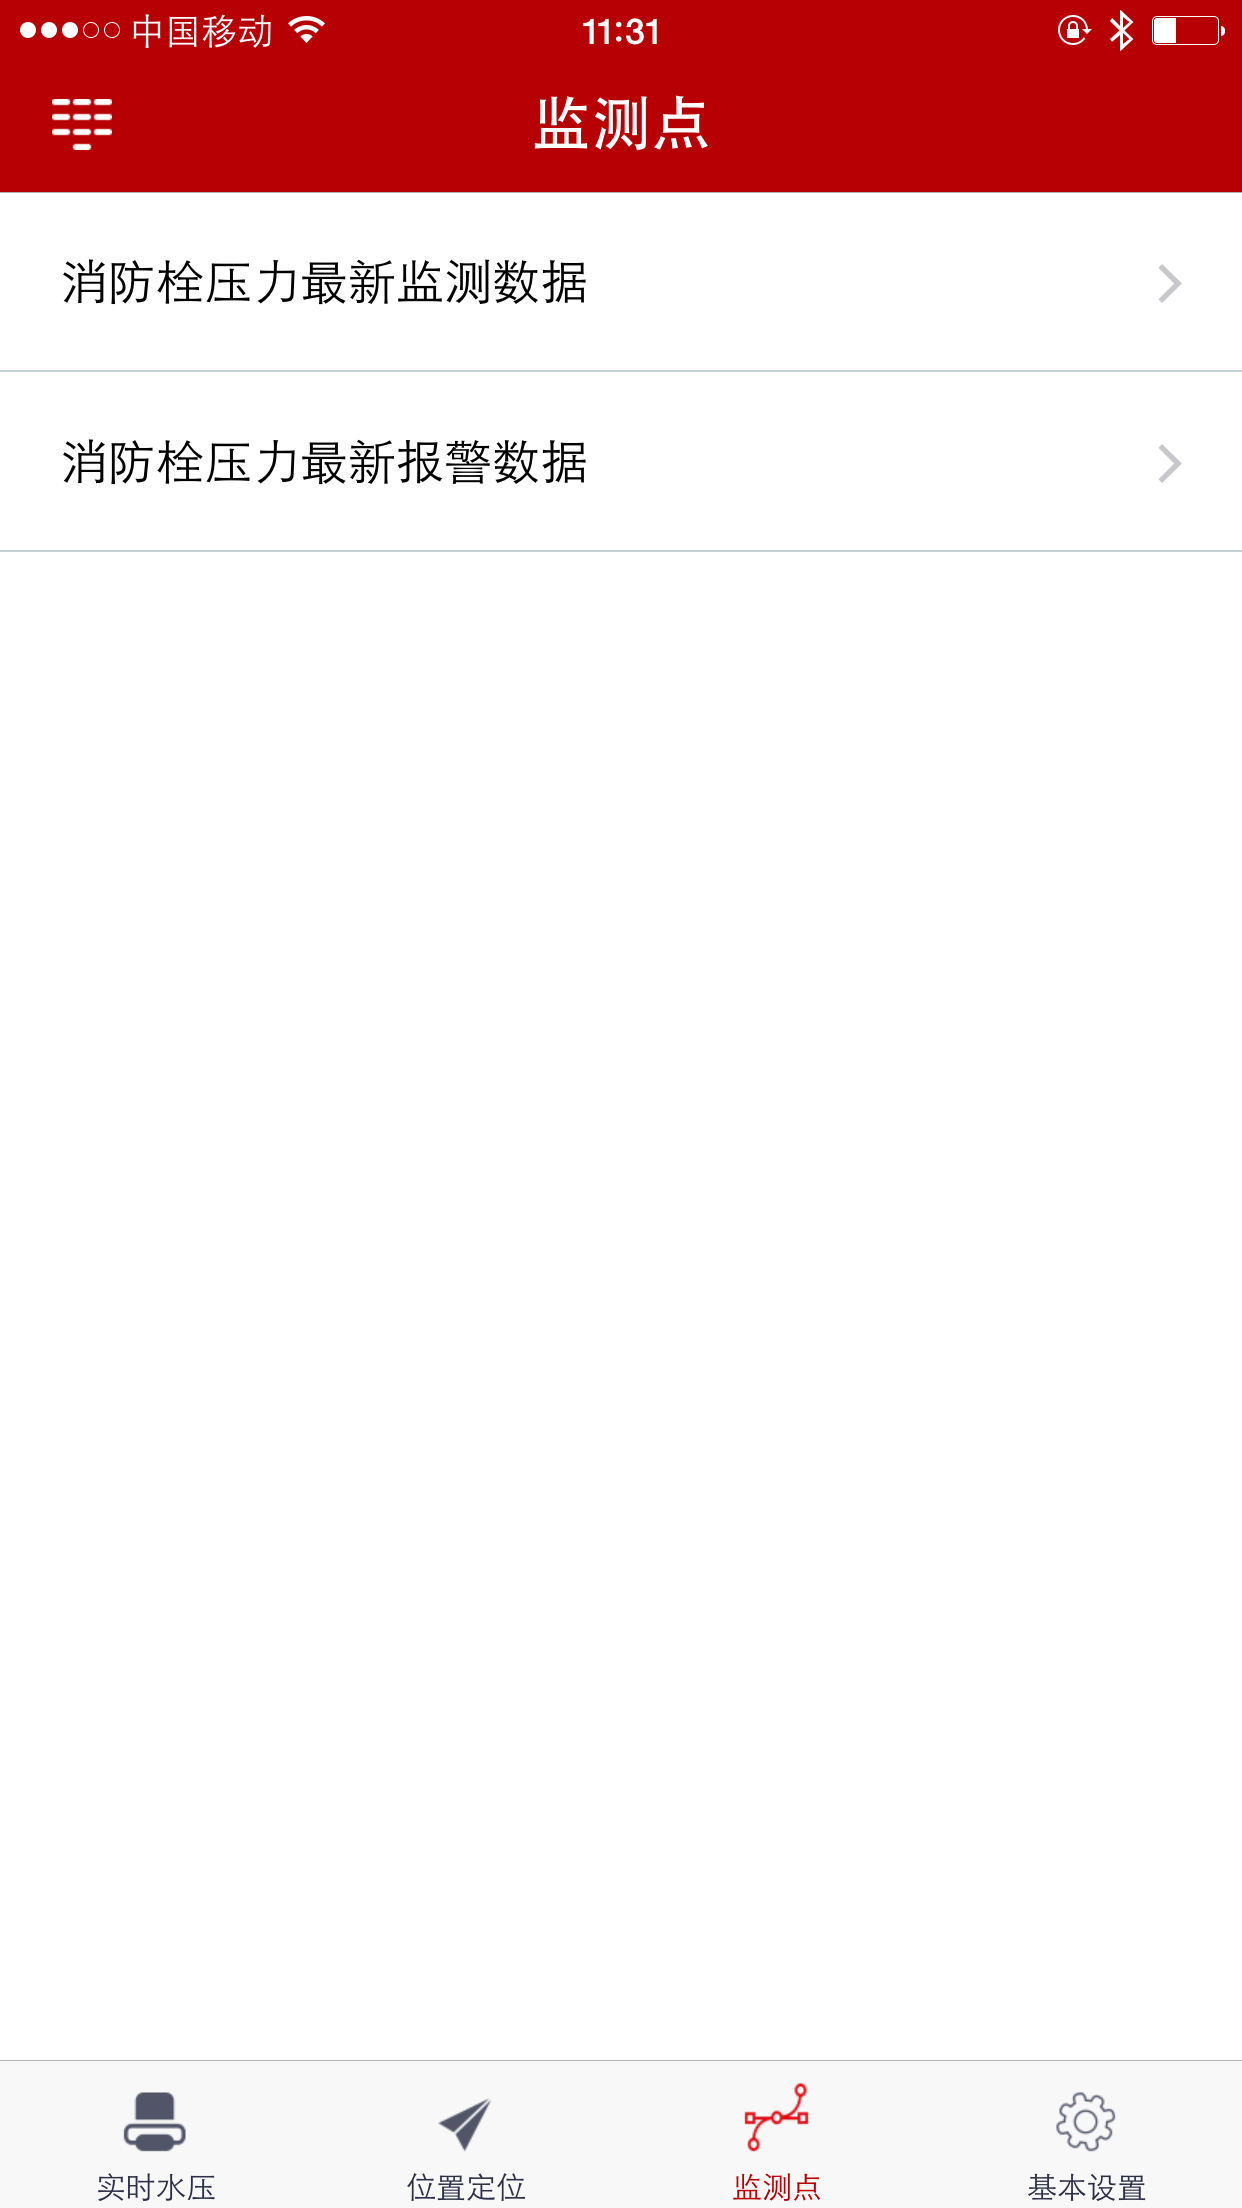 中国移动
11:31
监测点
消防栓压力最新监测数据
消防栓压力最新报警数据
实时水压
位置定位
监测点
基本设置